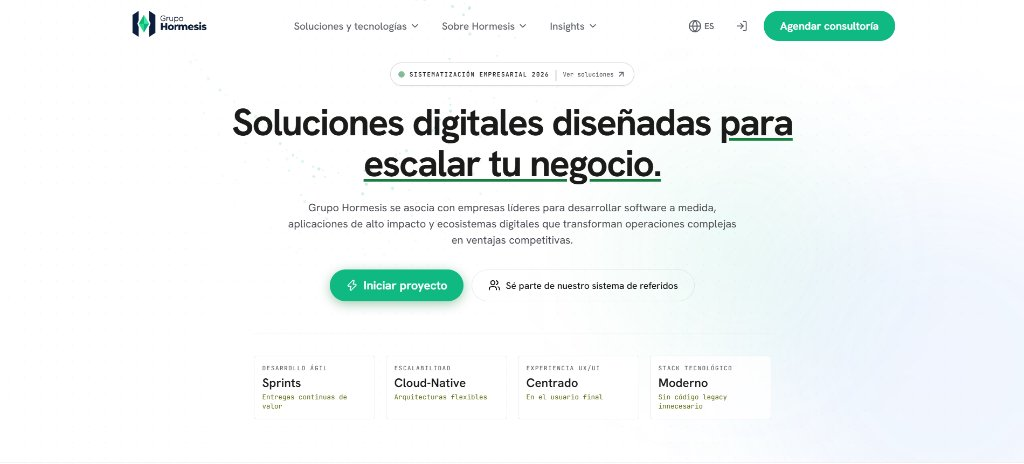 Grupo
Hormesis
Soluciones y tecnologías
Sobre Hormesis
Insights
ES
Agendar consultoría
SISTEMATIZACIÓN EMPRESARIAL 2026
Ver soluciones
Soluciones digitales diseñadas para
escalar tu negocio.
Grupo Hormesis se asocia con empresas líderes para desarrollar software a medida,
aplicaciones de alto impacto y ecosistemas digitales que transforman operaciones complejas
en ventajas competitivas.
Iniciar proyecto
Sé parte de nuestro sistema de referidos
DESARROLLO ÁGIL
Sprints
Entregas continuas de
valor
ESCALABILIDAD
Cloud-Native
Arquitecturas flexibles
EXPERIENCIA UX/UI
Centrado
En el usuario final
STACK TECNOLÓGICO
Moderno
Sin código legacy
innecesario